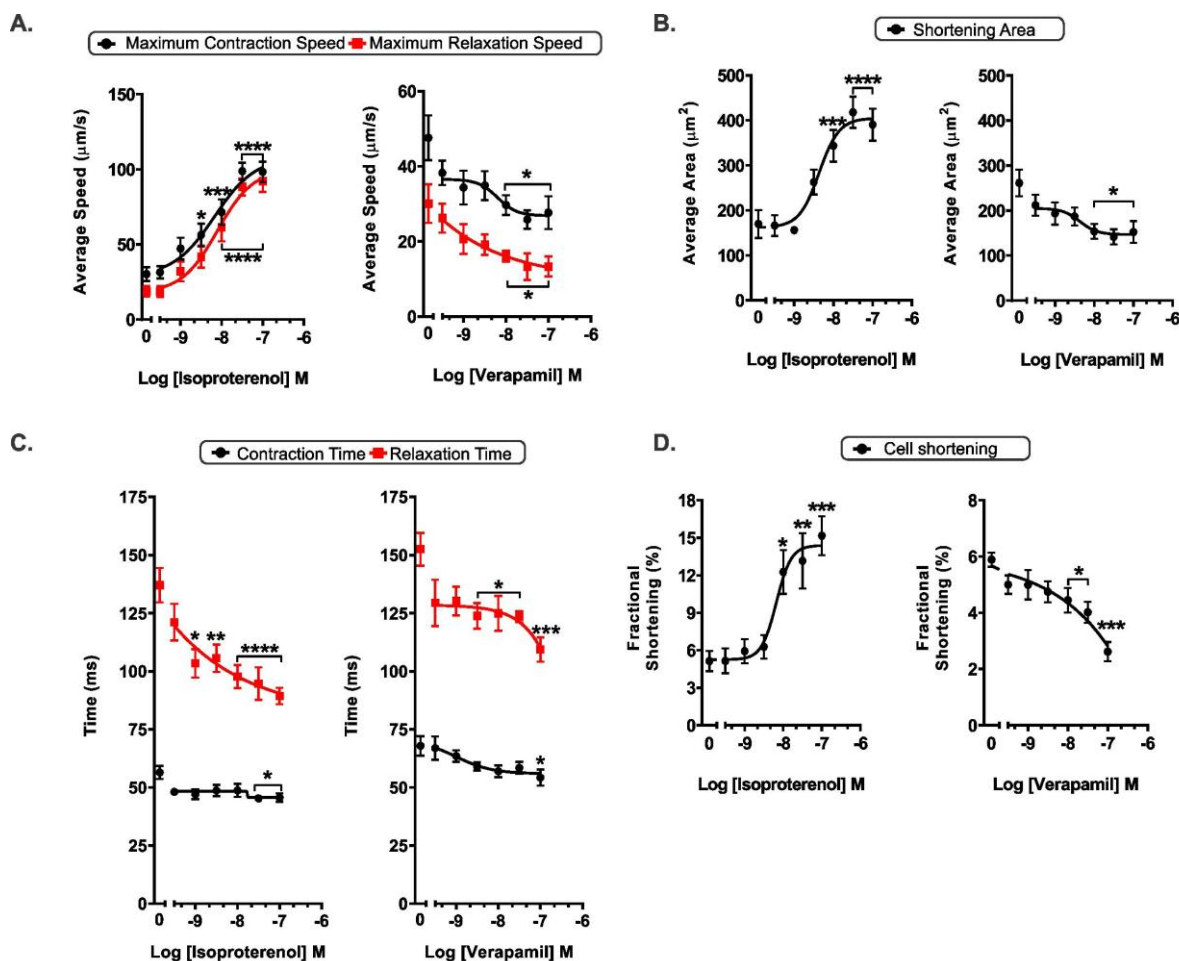 A.
Maximum Contraction Speed Maximum Relaxation Speed
Average Speed (μm/s)
150
100
50
0
* *** ****
****
0 -9 -8 -7 -6
Log [Isoproterenol] M
Average Speed (μm/s)
60
40
20
0
*
*
0 -9 -8 -7 -6
Log [Verapamil] M
B.
Shortening Area
Average Area (μm²)
500
400
300
200
100
0
*** ****
0 -9 -8 -7 -6
Log [Isoproterenol] M
Average Area (μm²)
500
400
300
200
100
0
*
0 -9 -8 -7 -6
Log [Verapamil] M
C.
Contraction Time Relaxation Time
Time (ms)
175
150
125
100
75
50
25
0
* ** ****
*
0 -9 -8 -7 -6
Log [Isoproterenol] M
Time (ms)
175
150
125
100
75
50
25
0
* ***
*
0 -9 -8 -7 -6
Log [Verapamil] M
D.
Cell shortening
Fractional
Shortening (%)
18
15
12
9
6
3
0
* ** ***
0 -9 -8 -7 -6
Log [Isoproterenol] M
Fractional
Shortening (%)
8
6
4
2
0
* ***
0 -9 -8 -7 -6
Log [Verapamil] M